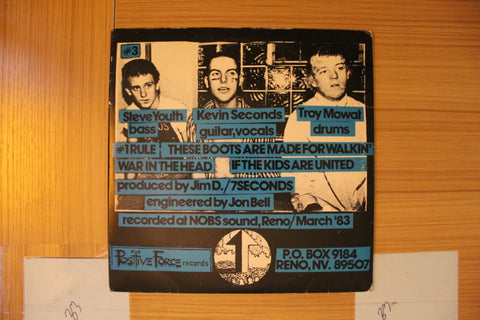 #3
Steve Youth
bass
Kevin Seconds
guitar, vocals
Troy Mowat
drums
#1 RULE THESE BOOTS ARE MADE FOR WALKIN'
WAR IN THE HEAD IF THE KIDS ARE UNITED
produced by Jim D./7SECONDS
engineered by Jon Bell
recorded at NOBS sound, Reno/March '83
POSITIVE FORCE records
1
P.O. BOX 9184
RENO, NV. 89507